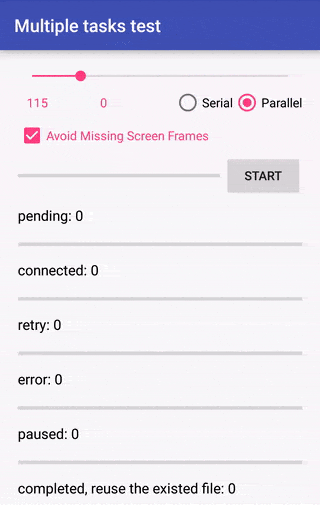 Multiple tasks test
115 0 Serial Parallel
Avoid Missing Screen Frames
START
pending: 0
connected: 0
retry: 0
error: 0
paused: 0
completed, reuse the existed file: 0